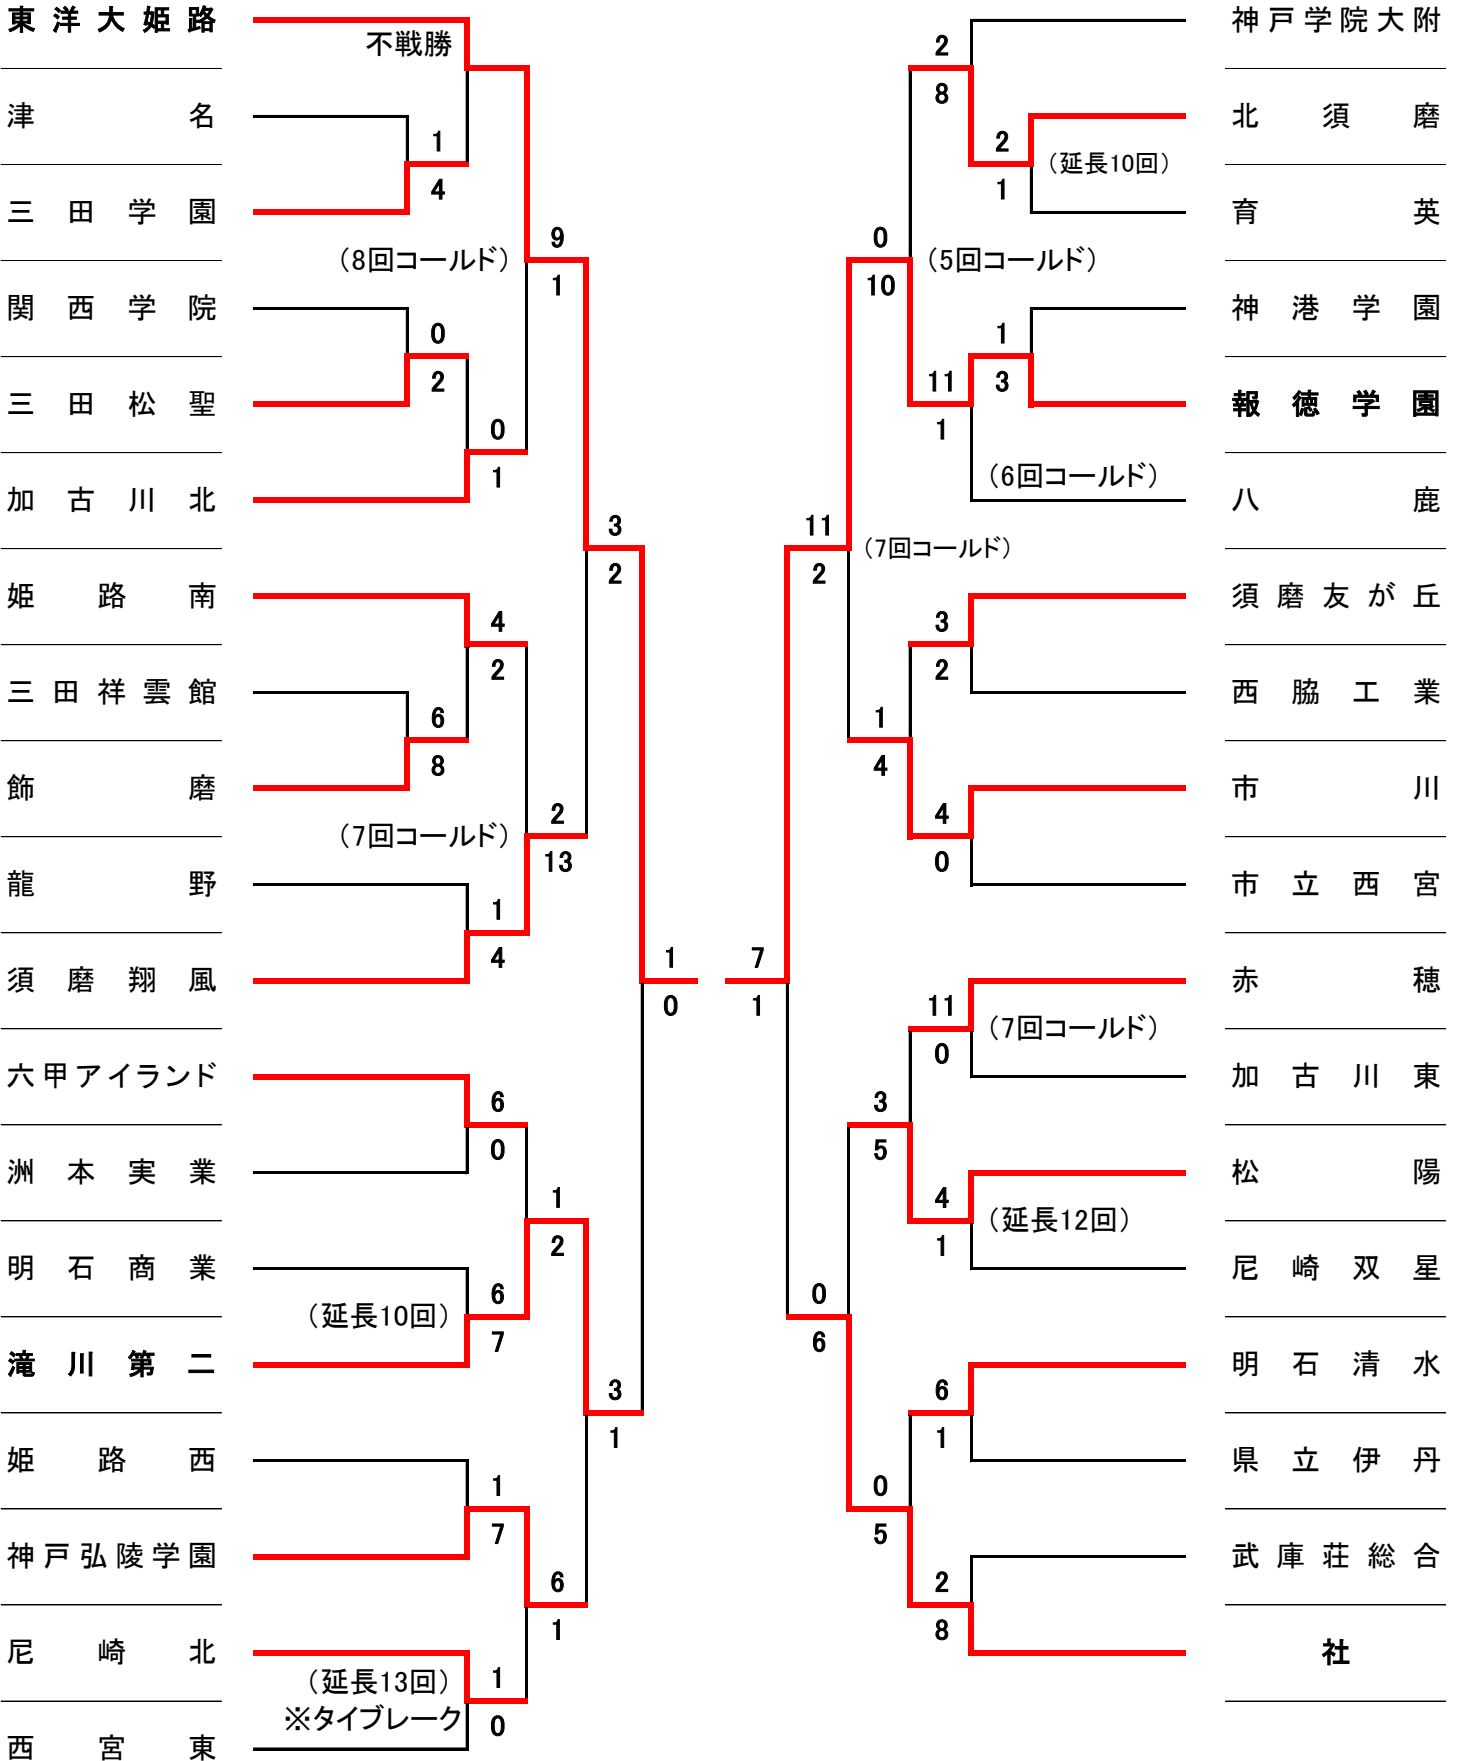 東洋大姫路
不戦勝
津名
1
4
三田学園
9
(8回コールド)
1
関西学院
0
2
三田松聖
0
1
加古川北
3
2
姫路南
4
2
三田祥雲館
6
8
飾磨
2
(7回コールド)
13
龍野
1
4
須磨翔風
1
0
六甲アイランド
6
0
洲本実業
1
2
明石商業
6
(延長10回)
7
滝川第二
3
1
姫路西
1
7
神戸弘陵学園
6
1
尼崎北
(延長13回)
1
※タイブレーク
0
西宮東
神戸学院大附
2
8
北須磨
2
(延長10回)
1
育英
0
(5回コールド)
10
神港学園
1
11
3
報徳学園
1
(6回コールド)
八鹿
11
(7回コールド)
2
須磨友が丘
3
2
西脇工業
1
4
市川
4
0
市立西宮
7
1
赤穂
11
(7回コールド)
0
加古川東
3
5
松陽
4
(延長12回)
1
尼崎双星
0
6
明石清水
6
1
県立伊丹
0
5
武庫荘総合
2
8
社